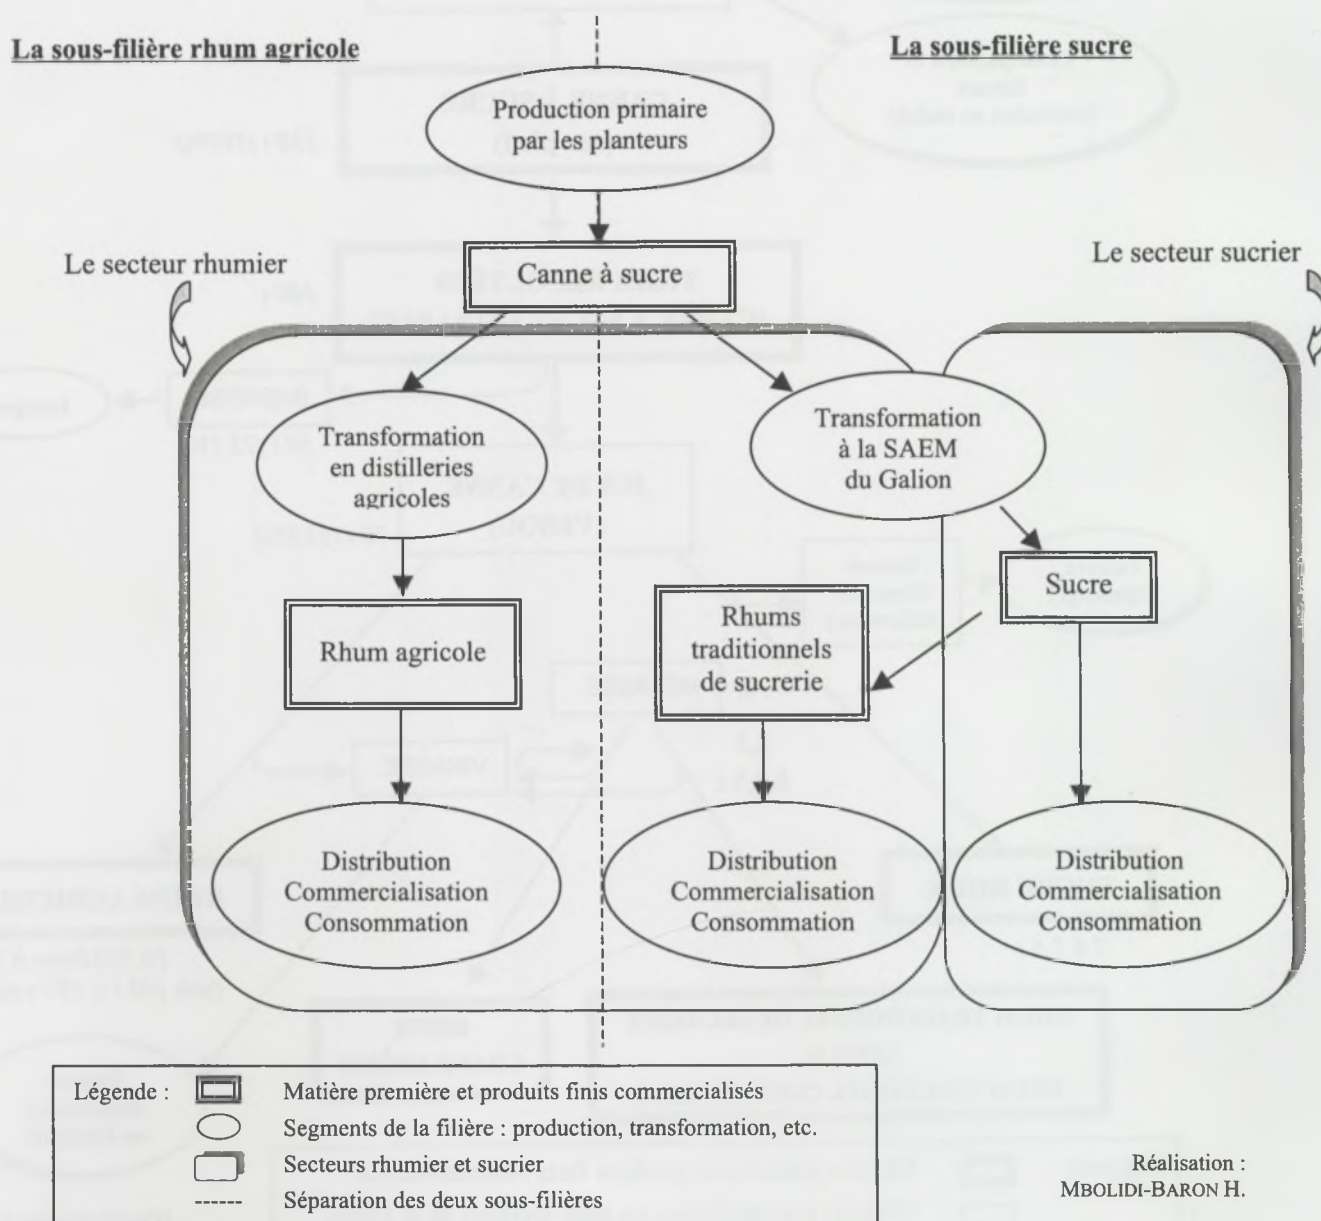 La sous-filière rhum agricole
La sous-filière sucre
Production primaire
par les planteurs
Canne à sucre
Le secteur rhumier
Le secteur sucrier
Transformation
en distilleries
agricoles
Transformation
à la SAEM
du Galion
Sucre
Rhum agricole
Rhums
traditionnels
de sucrerie
Distribution
Commercialisation
Consommation
Distribution
Commercialisation
Consommation
Distribution
Commercialisation
Consommation
Légende :
Matière première et produits finis commercialisés
Segments de la filière : production, transformation, etc.
Secteurs rhumier et sucrier
Séparation des deux sous-filières
Réalisation :
MBOLIDI-BARON H.